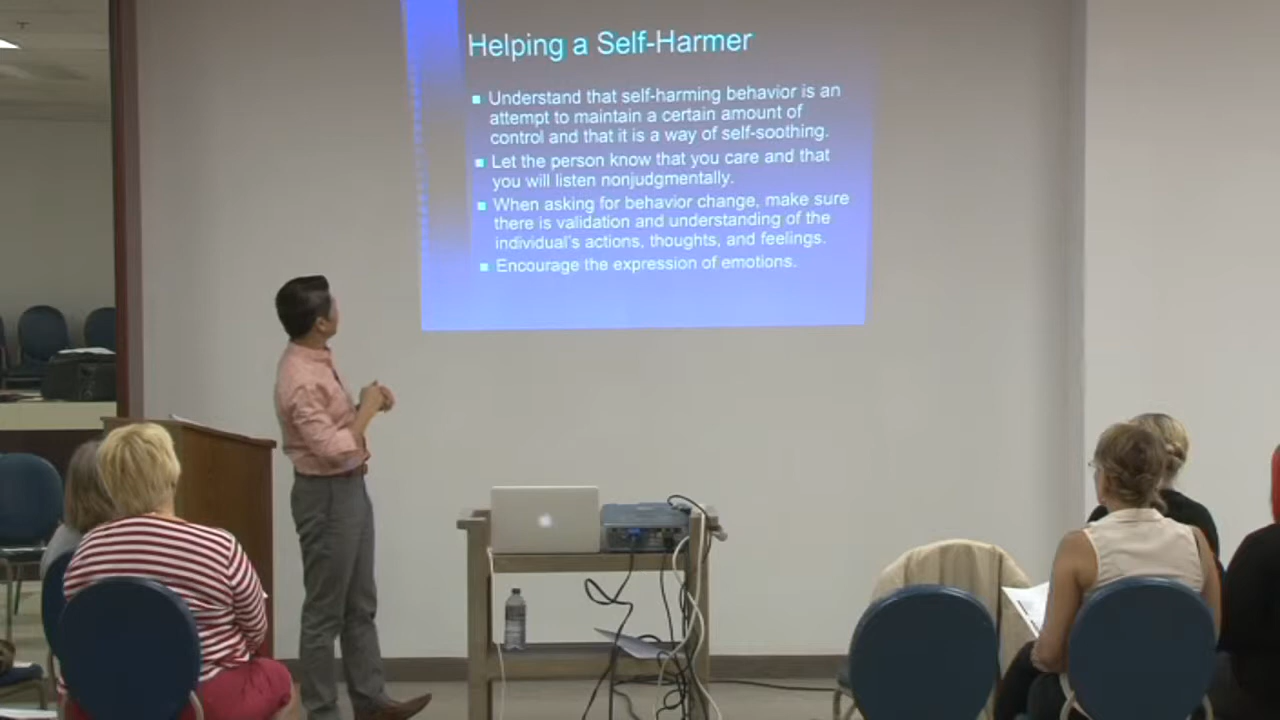 Helping a Self-Harmer
Understand that self-harming behavior is an
attempt to maintain a certain amount of
control and that it is a way of self-soothing.
Let the person know that you care and that
you will listen nonjudgmentally.
When asking for behavior change, make sure
there is validation and understanding of the
individual's actions, thoughts, and feelings.
Encourage the expression of emotions.